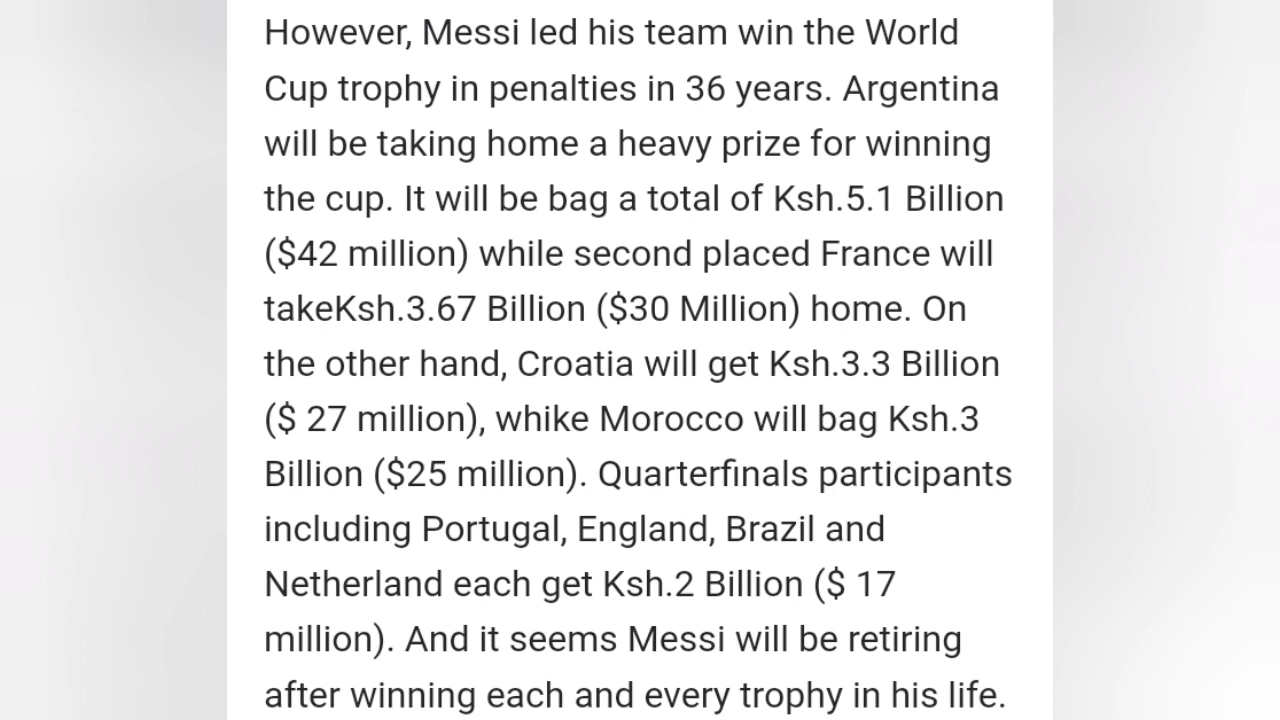 However, Messi led his team win the World
Cup trophy in penalties in 36 years. Argentina
will be taking home a heavy prize for winning
the cup. It will be bag a total of Ksh.5.1 Billion
($42 million) while second placed France will
takeKsh.3.67 Billion ($30 Million) home. On
the other hand, Croatia will get Ksh.3.3 Billion
($ 27 million), whike Morocco will bag Ksh.3
Billion ($25 million). Quarterfinals participants
including Portugal, England, Brazil and
Netherland each get Ksh.2 Billion ($ 17
million). And it seems Messi will be retiring
after winning each and every trophy in his life.